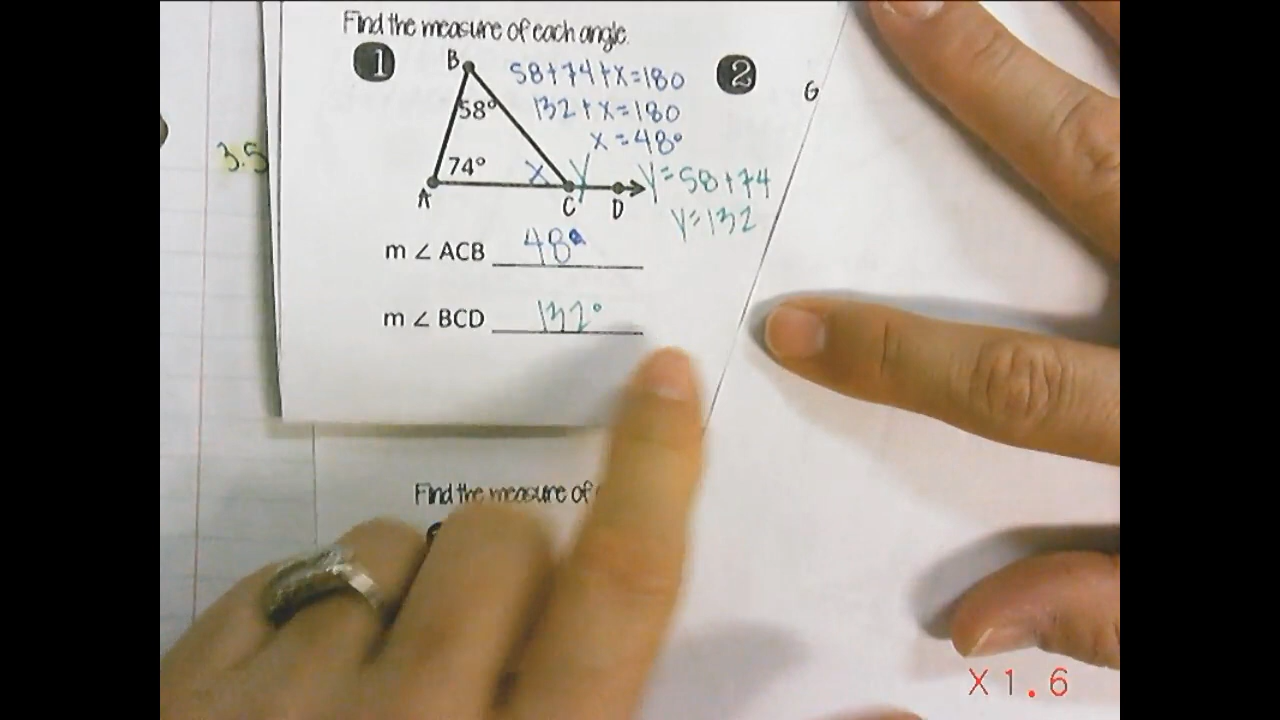 Find the measure of each angle.
1
B
58+74+x=180
2
G
58°
132+x=180
x=48°
3.5
74°
x
y
y=58+74
A
C
D
y=132
m ∠ ACB 48°
m ∠ BCD 132°
Find the measure of
X1.6